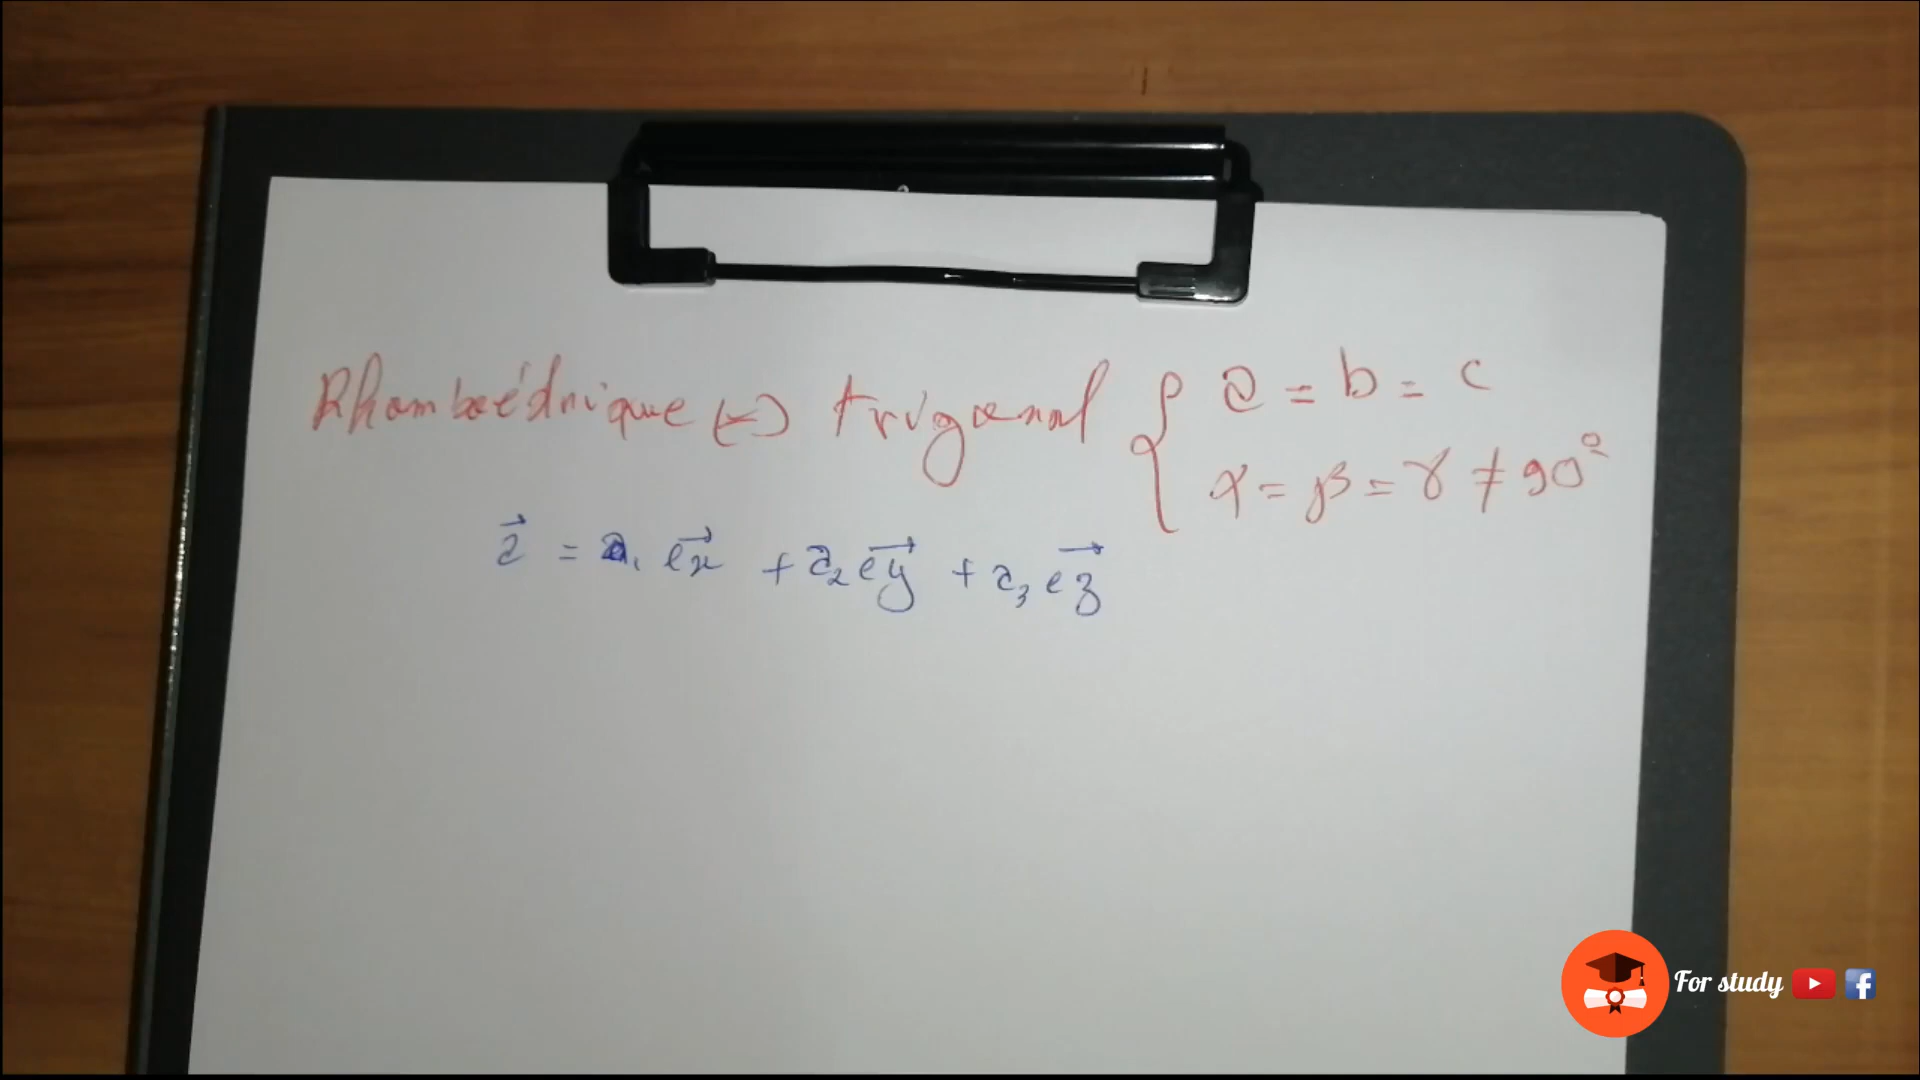 Rhomboédrique ↔ trigonal { a = b = c
α = β = γ ≠ 90°
a⃗ = a₁ e⃗x + a₂ e⃗y + a₃ e⃗z
For study